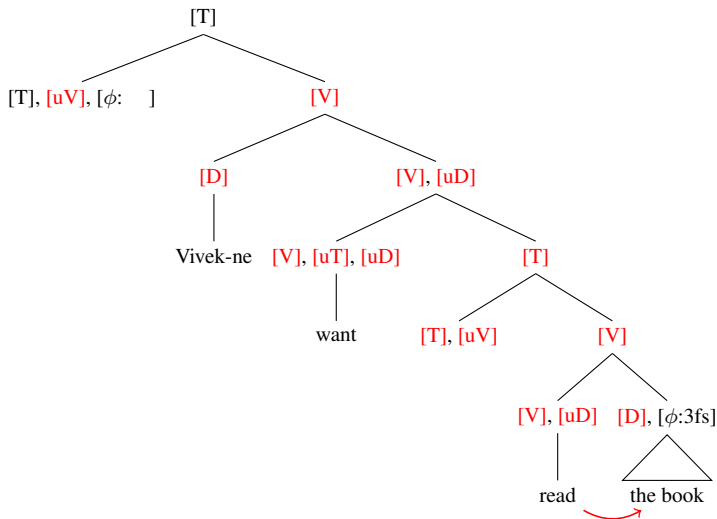 [T]
[T], [uV], [ϕ: ]
[V]
[D]
[V], [uD]
Vivek-ne
[V], [uT], [uD]
[T]
want
[T], [uV]
[V]
[V], [uD]
[D], [ϕ:3fs]
read
the book